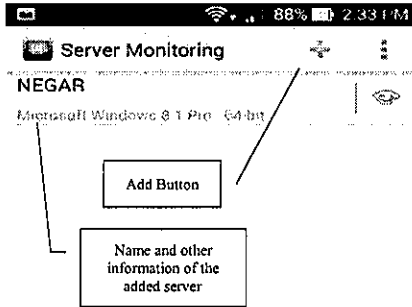 88% 2:33 PM
Server Monitoring
NEGAR
Microsoft Windows 8.1 Pro 64-bit
Add Button
Name and other
information of the
added server